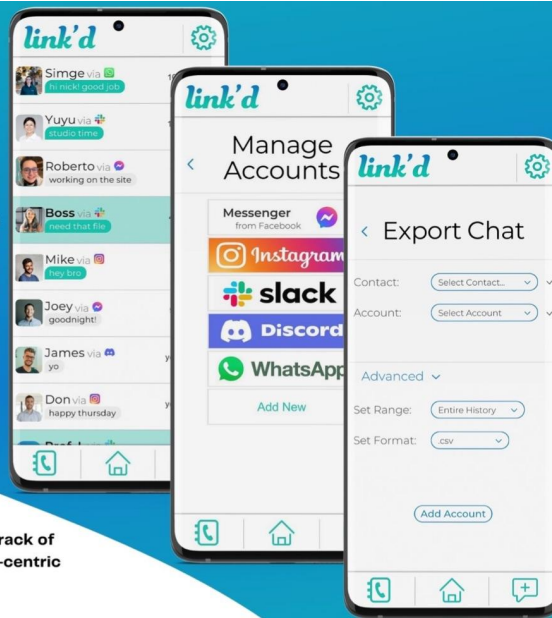 link'd
Simge via
hi nick! good job
Yuyu via
studio time
Roberto via
working on the site
Boss via
need that file
Mike via
hey bro
Joey via
goodnight!
James via
yo
Don via
happy thursday
link'd
Manage
Accounts
Messenger
from Facebook
Instagram
slack
Discord
WhatsApp
Add New
link'd
Export Chat
Contact: Select Contact...
Account: Select Account
Advanced
Set Range: Entire History
Set Format: .csv
Add Account
rack of
-centric